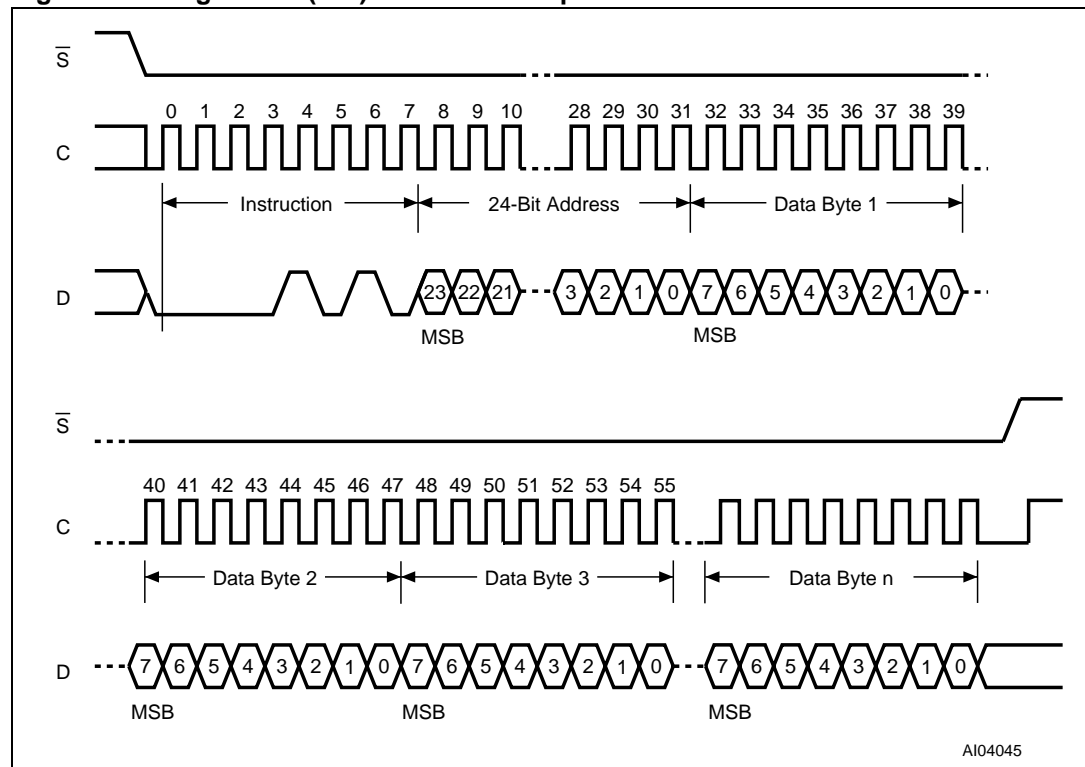 S
0 1 2 3 4 5 6 7 8 9 10 28 29 30 31 32 33 34 35 36 37 38 39
C
Instruction 24-Bit Address Data Byte 1
D 23 22 21 3 2 1 0 7 6 5 4 3 2 1 0
MSB MSB
S
40 41 42 43 44 45 46 47 48 49 50 51 52 53 54 55
C
Data Byte 2 Data Byte 3 Data Byte n
D 7 6 5 4 3 2 1 0 7 6 5 4 3 2 1 0 7 6 5 4 3 2 1 0
MSB MSB MSB
AI04045